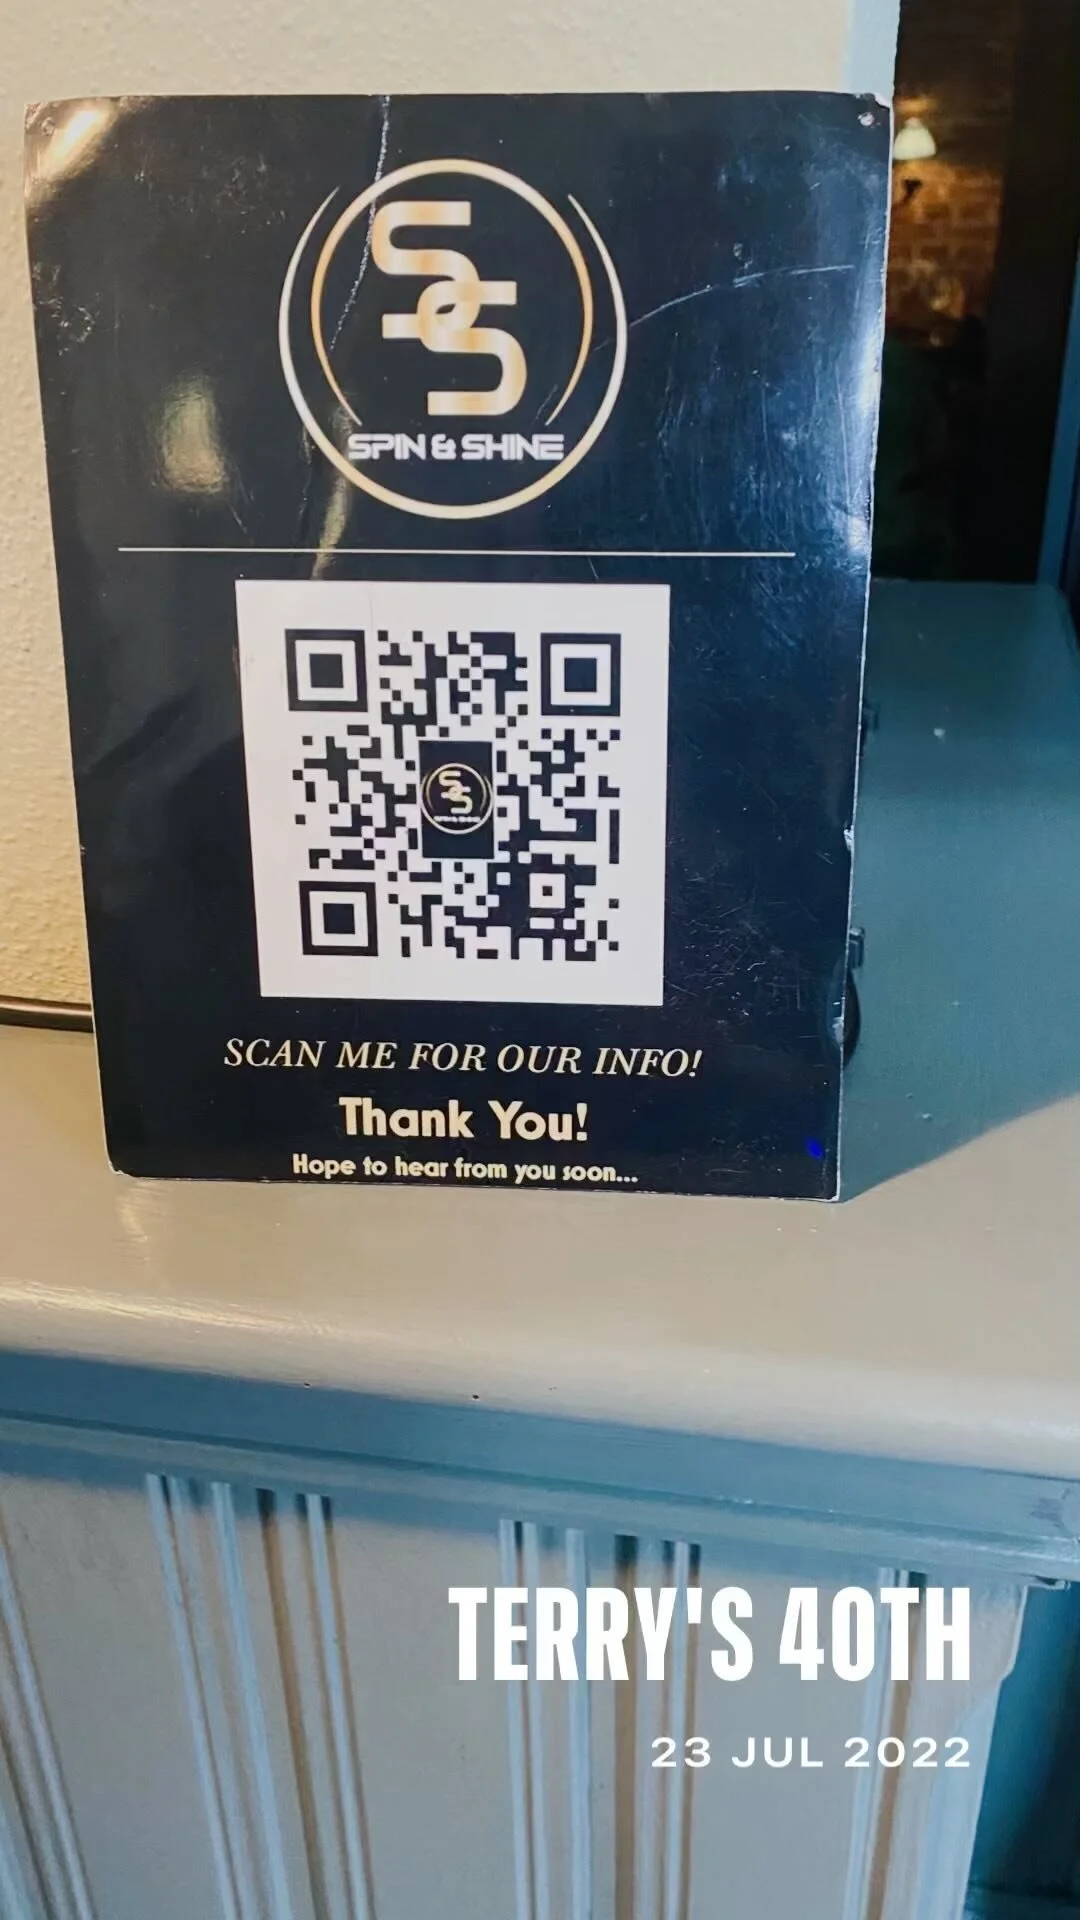 SS
SPIN & SHINE
SS
SCAN ME FOR OUR INFO!
Thank You!
Hope to hear from you soon...
TERRY'S 40TH
23 JUL 2022